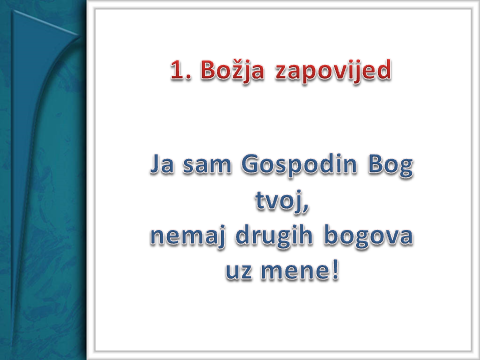 1. Božja zapovijed
Ja sam Gospodin Bog
tvoj,
nemaj drugih bogova
uz mene!